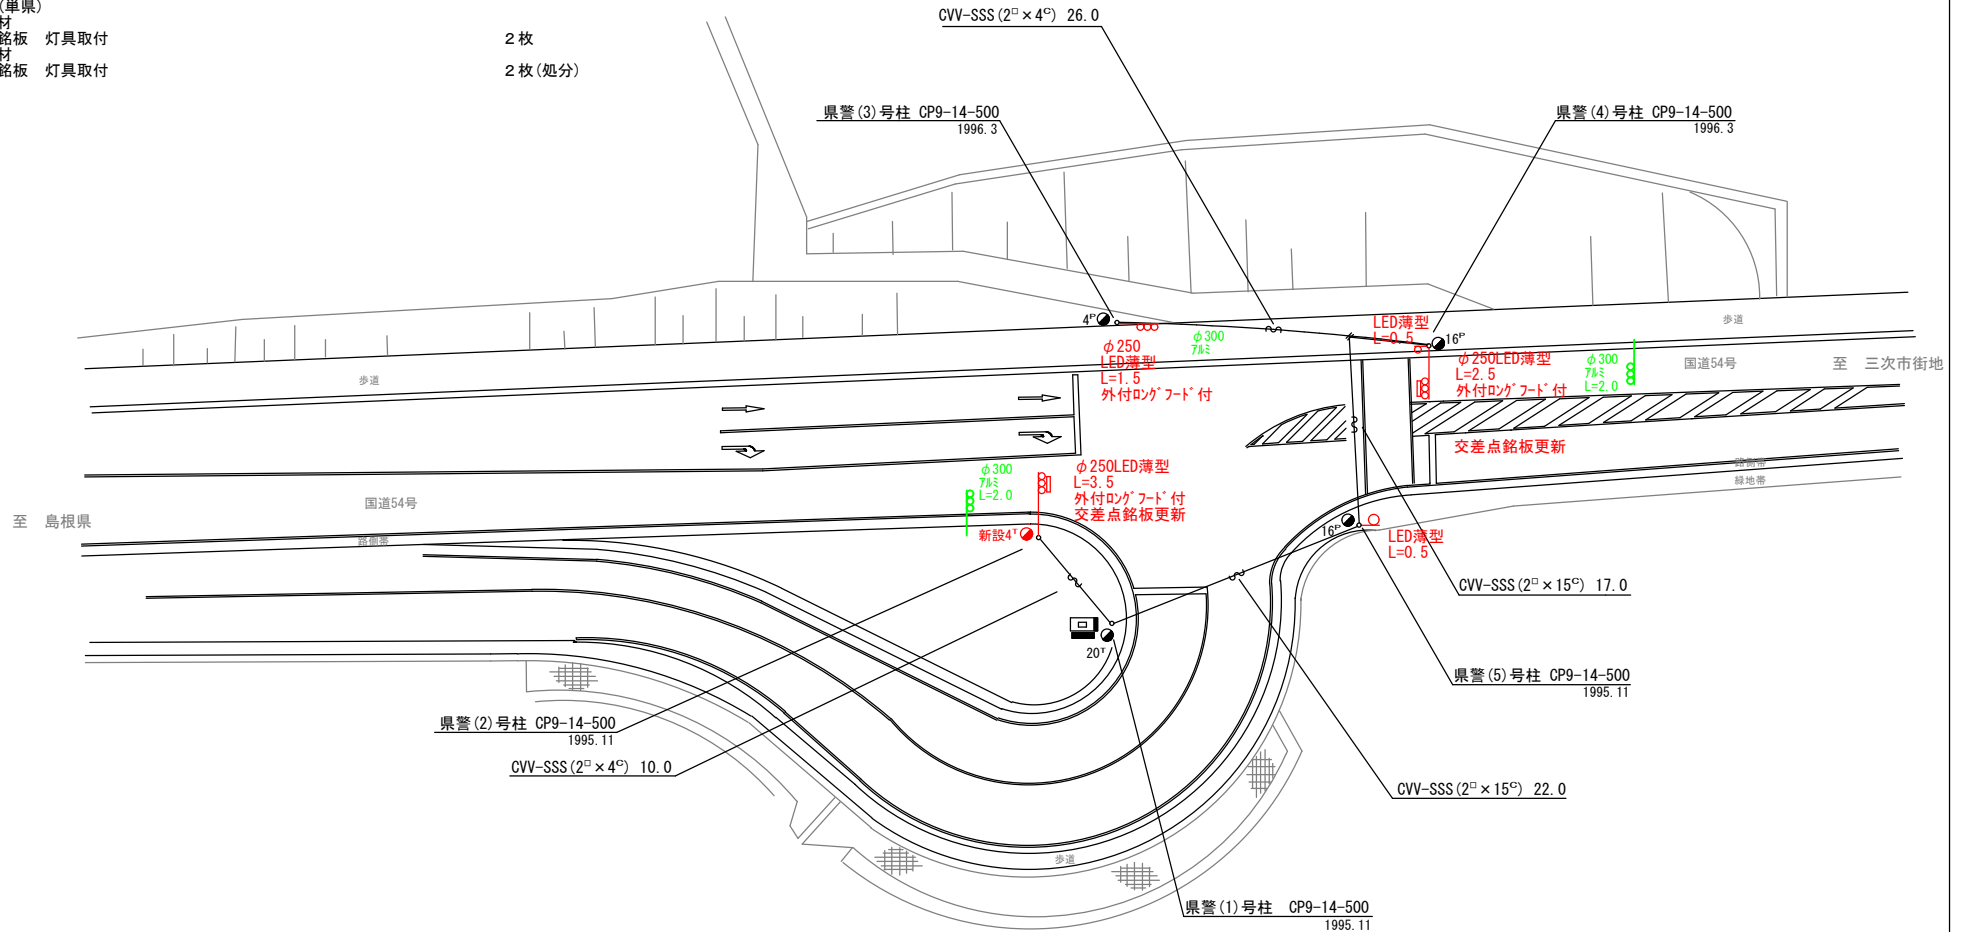 (単県)
材
銘板 灯具取付 2枚
材
銘板 灯具取付 2枚(処分)
CVV-SSS(2□×4C) 26.0
県警(3)号柱 CP9-14-500
1996.3
県警(4)号柱 CP9-14-500
1996.3
4P
φ250
LED薄型
L=1.5
外付ロングフード付
φ300
アルミ
LED薄型
L=0.5
16P
φ250LED薄型
L=2.5
外付ロングフード付
φ300
アルミ
L=2.0
歩道
国道54号
至 三次市街地
歩道
交差点銘板更新
路側帯
緑地帯
φ300
アルミ
L=2.0
φ250LED薄型
L=3.5
外付ロングフード付
交差点銘板更新
国道54号
至 島根県
路側帯
新設4T
16P
LED薄型
L=0.5
CVV-SSS(2□×15C) 17.0
20T
県警(5)号柱 CP9-14-500
1995.11
県警(2)号柱 CP9-14-500
1995.11
CVV-SSS(2□×4C) 10.0
CVV-SSS(2□×15C) 22.0
歩道
県警(1)号柱 CP9-14-500
1995.11